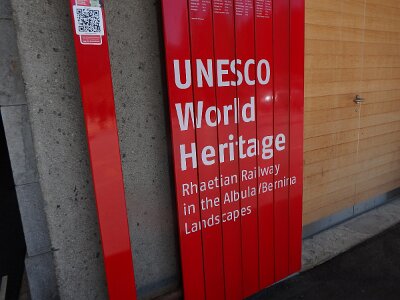 UNESCO
World
Heritage
Rhaetian Railway
in the Albula/Bernina
Landscapes